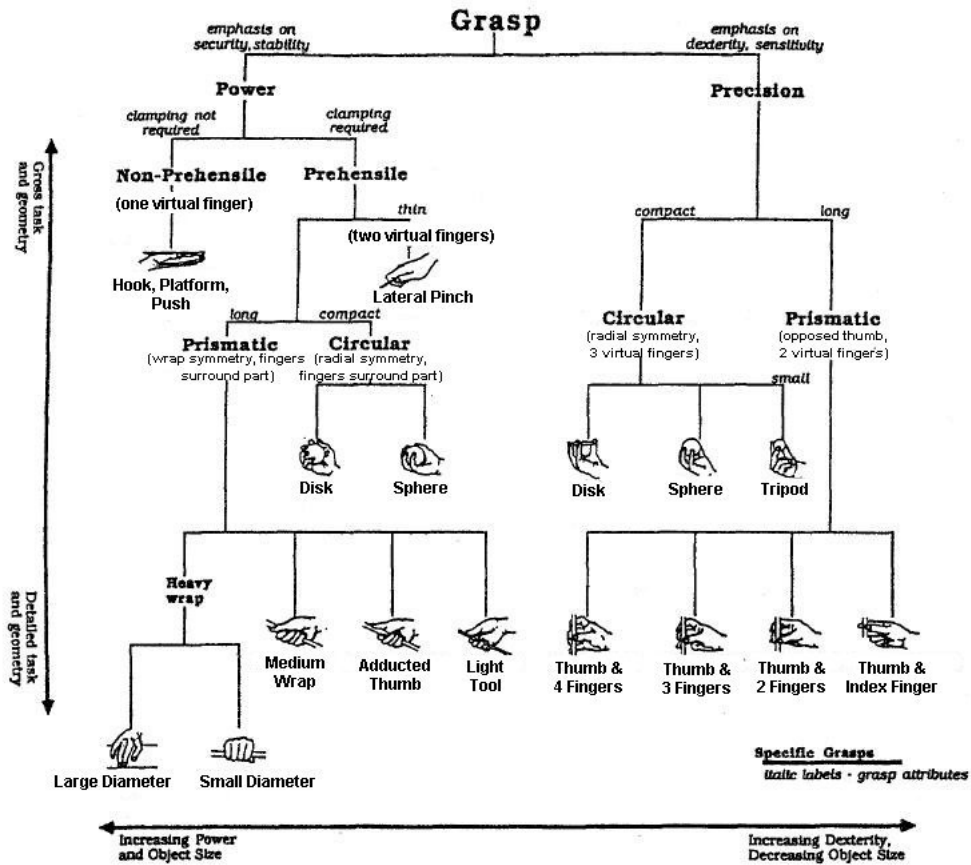 Grasp
emphasis on
security, stability
emphasis on
dexterity, sensitivity
Power
Precision
clamping not
required
clamping
required
Gross task
and geometry
Non-Prehensile
(one virtual finger)
Prehensile
thin
(two virtual fingers)
compact
long
Hook, Platform,
Push
Lateral Pinch
long
compact
Prismatic
(wrap symmetry, fingers
surround part)
Circular
(radial symmetry,
fingers surround part)
Circular
(radial symmetry,
3 virtual fingers)
Prismatic
(opposed thumb,
2 virtual fingers)
small
Disk
Sphere
Disk
Sphere
Tripod
Detailed task
and geometry
Heavy
wrap
Medium
Wrap
Adducted
Thumb
Light
Tool
Thumb &
4 Fingers
Thumb &
3 Fingers
Thumb &
2 Fingers
Thumb &
Index Finger
Large Diameter
Small Diameter
Specific Grasps
italic labels - grasp attributes
Increasing Power
and Object Size
Increasing Dexterity,
Decreasing Object Size